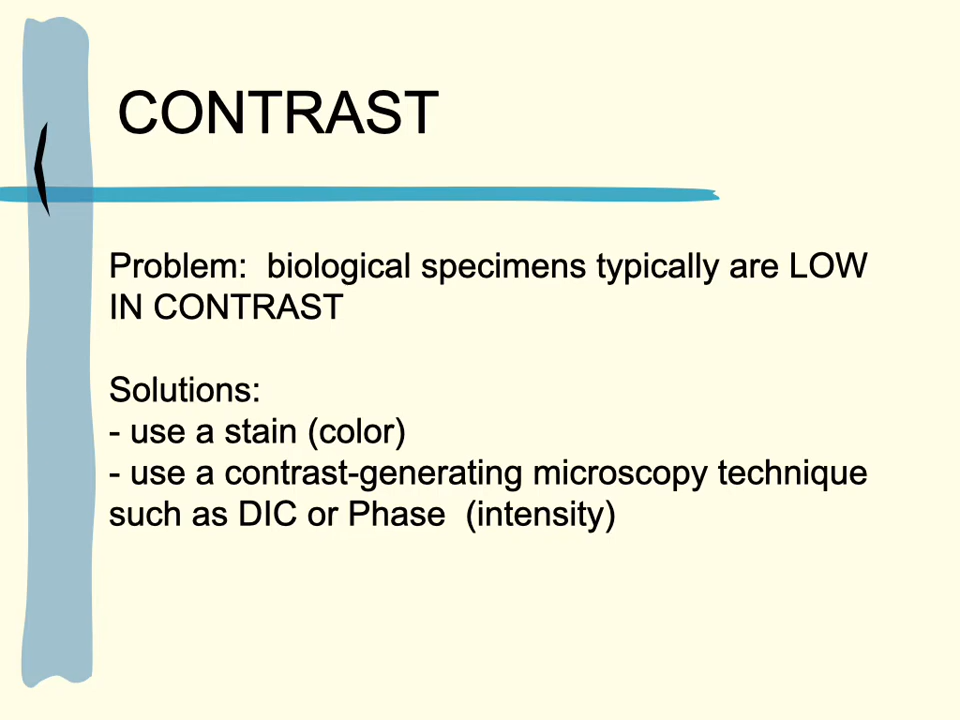 CONTRAST
Problem:  biological specimens typically are LOW
IN CONTRAST
Solutions:
- use a stain (color)
- use a contrast-generating microscopy technique
such as DIC or Phase  (intensity)